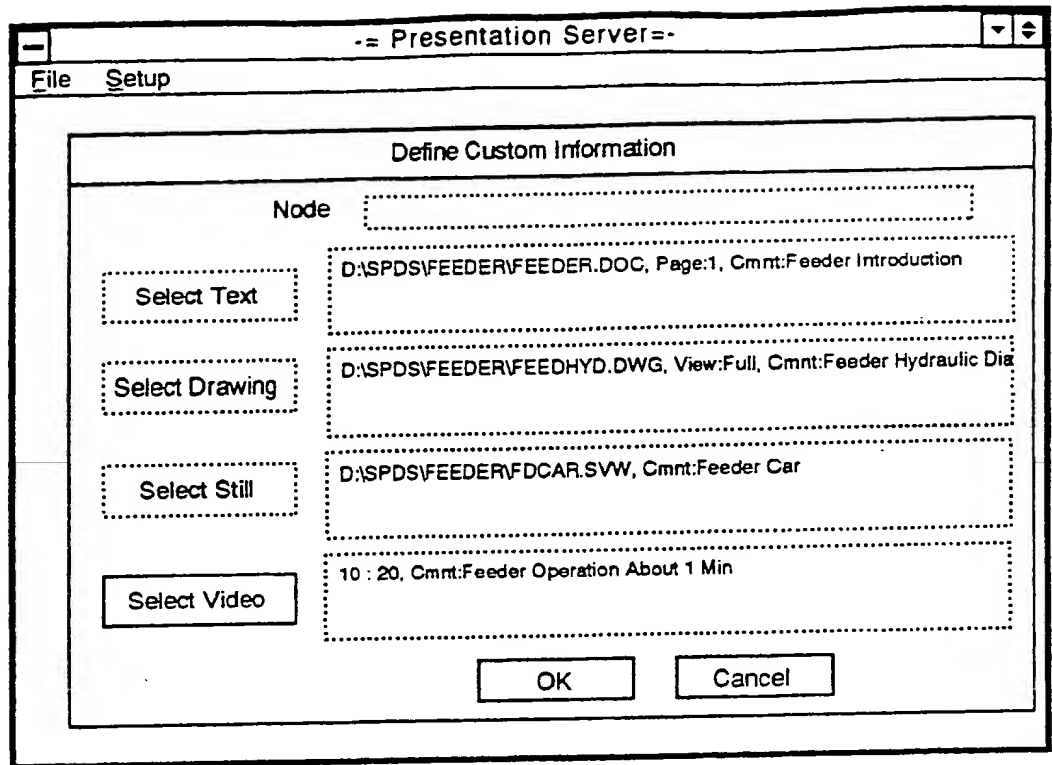 -= Presentation Server=-
File Setup
Define Custom Information
Node
Select Text
D:\SPDS\FEEDER\FEEDER.DOC, Page:1, Cmnt:Feeder Introduction
Select Drawing
D:\SPDS\FEEDER\FEEDHYD.DWG, View:Full, Cmnt:Feeder Hydraulic Dia
Select Still
D:\SPDS\FEEDER\FDCAR.SVW, Cmnt:Feeder Car
Select Video
10 : 20, Cmnt:Feeder Operation About 1 Min
OK Cancel